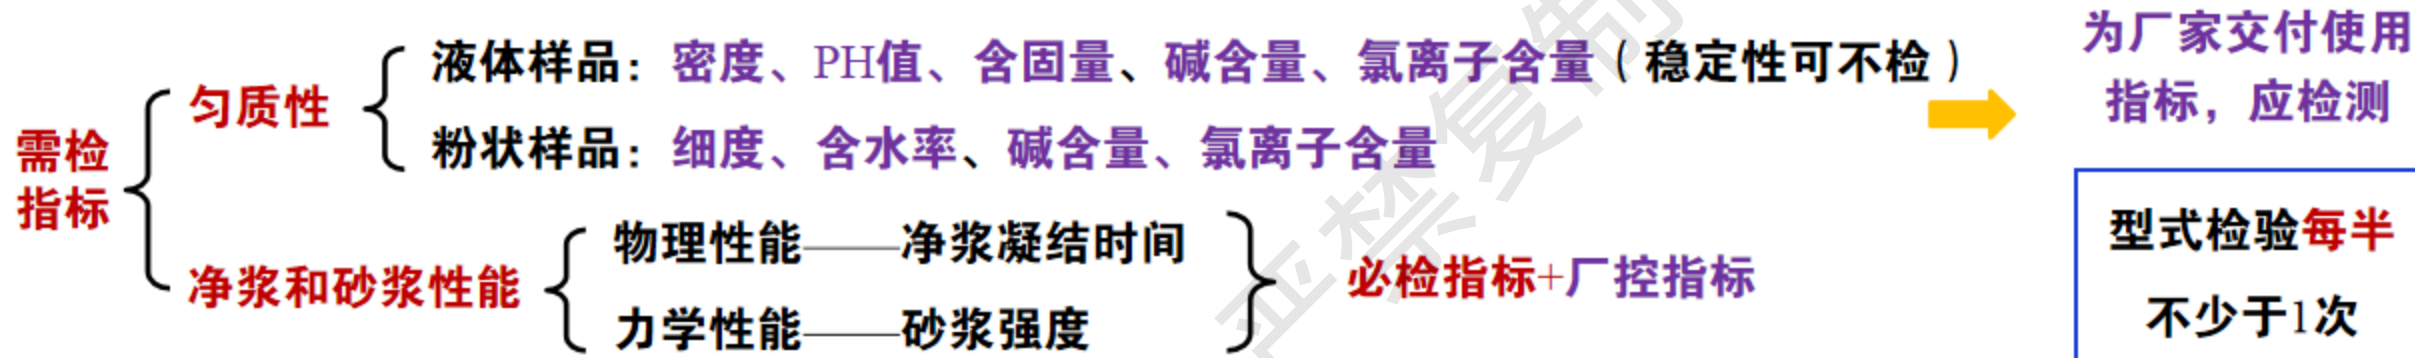 需检
指标
匀质性
液体样品：密度、PH值、含固量、碱含量、氯离子含量（稳定性可不检）
粉状样品：细度、含水率、碱含量、氯离子含量
为厂家交付使用
指标，应检测
净浆和砂浆性能
物理性能——净浆凝结时间
力学性能——砂浆强度
必检指标+厂控指标
型式检验每半
不少于1次
严禁复制